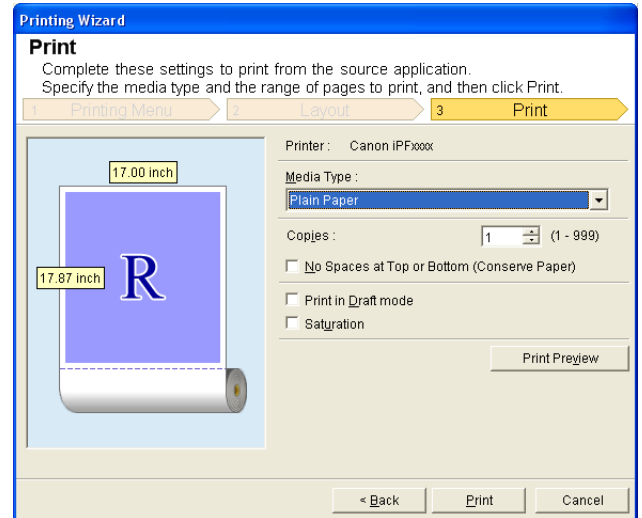 Printing Wizard
Print
Complete these settings to print from the source application.
Specify the media type and the range of pages to print, and then click Print.
1 Printing Menu 2 Layout 3 Print
Printer : Canon iPFxxxx
17.00 inch
Media Type :
Plain Paper
Copies : 1 (1 - 999)
17.87 inch
R
No Spaces at Top or Bottom (Conserve Paper)
Print in Draft mode
Saturation
Print Preview
< Back Print Cancel